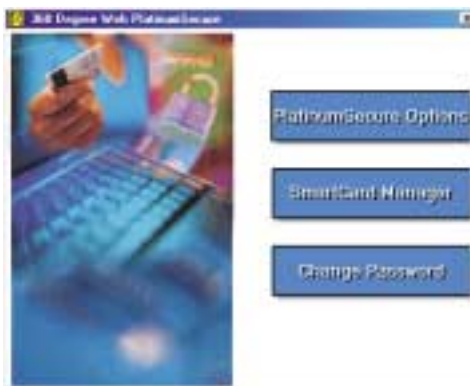 360 Degree Web PlatinumSecure
PlatinumSecure Options
SmartCard Manager
Change Password